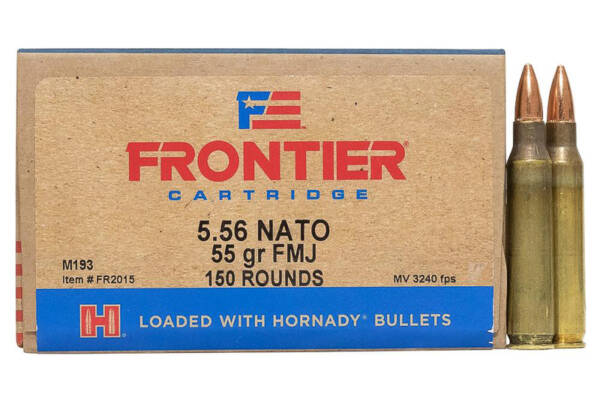 FRONTIER
CARTRIDGE
5.56 NATO
55 gr FMJ
150 ROUNDS
M193
Item # FR2015
MV 3240 fps
H
LOADED WITH HORNADY® BULLETS